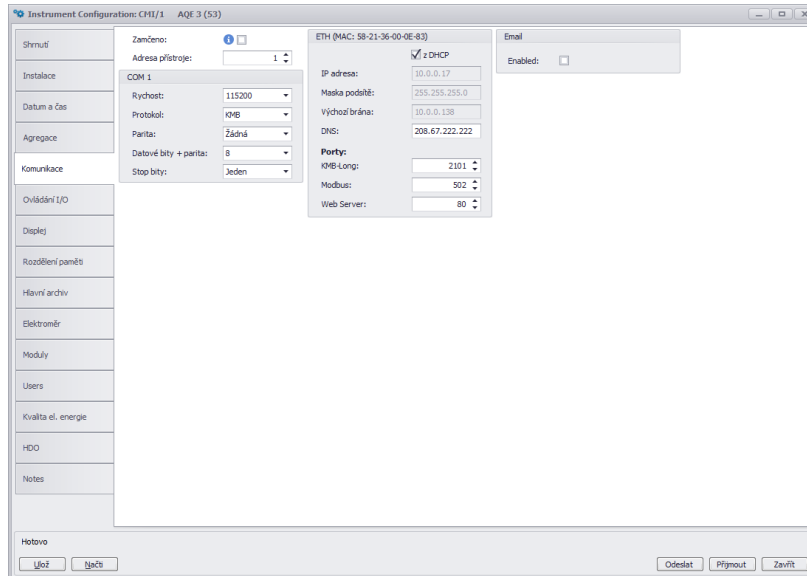 Instrument Configuration: CMI/1 AQE 3 (53)
Shrnutí
Instalace
Datum a čas
Agregace
Komunikace
Ovládání I/O
Displej
Rozdělení paměti
Hlavní archiv
Elektroměr
Moduly
Users
Kvalita el. energie
HDO
Notes
Zamčeno:
Adresa přístroje: 1
COM 1
Rychost: 115200
Protokol: KMB
Parita: Žádná
Datové bity + parita: 8
Stop bity: Jeden
ETH (MAC: 58-21-36-00-0E-83)
z DHCP
IP adresa: 10.0.0.17
Maska podsítě: 255.255.255.0
Výchozí brána: 10.0.0.138
DNS: 208.67.222.222
Porty:
KMB-Long: 2101
Modbus: 502
Web Server: 80
Email
Enabled:
Hotovo
Ulož Načti Odeslat Přijmout Zavřít